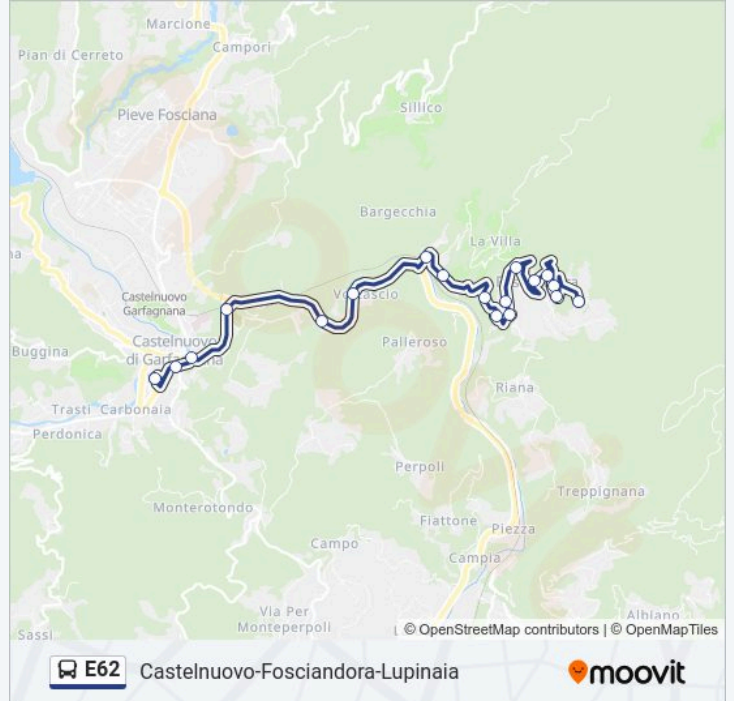 Marcione
Campori
Pian di Cerreto
Sillico
Pieve Fosciana
Bargecchia
La Villa
Castelnuovo
Garfagnana
Castelnuovo
di Garfagnana
Palleroso
Buggina
Riana
Trasti Carbonaia
Perdonica
Perpoli
Treppignana
Monterotondo
Fiattone
Piezza
Campo
Campia
Via Per
Monteperpoli
Albiano
Sassi
© OpenStreetMap contributors | © OpenMapTiles
E62 Castelnuovo-Fosciandora-Lupinaia
moovit